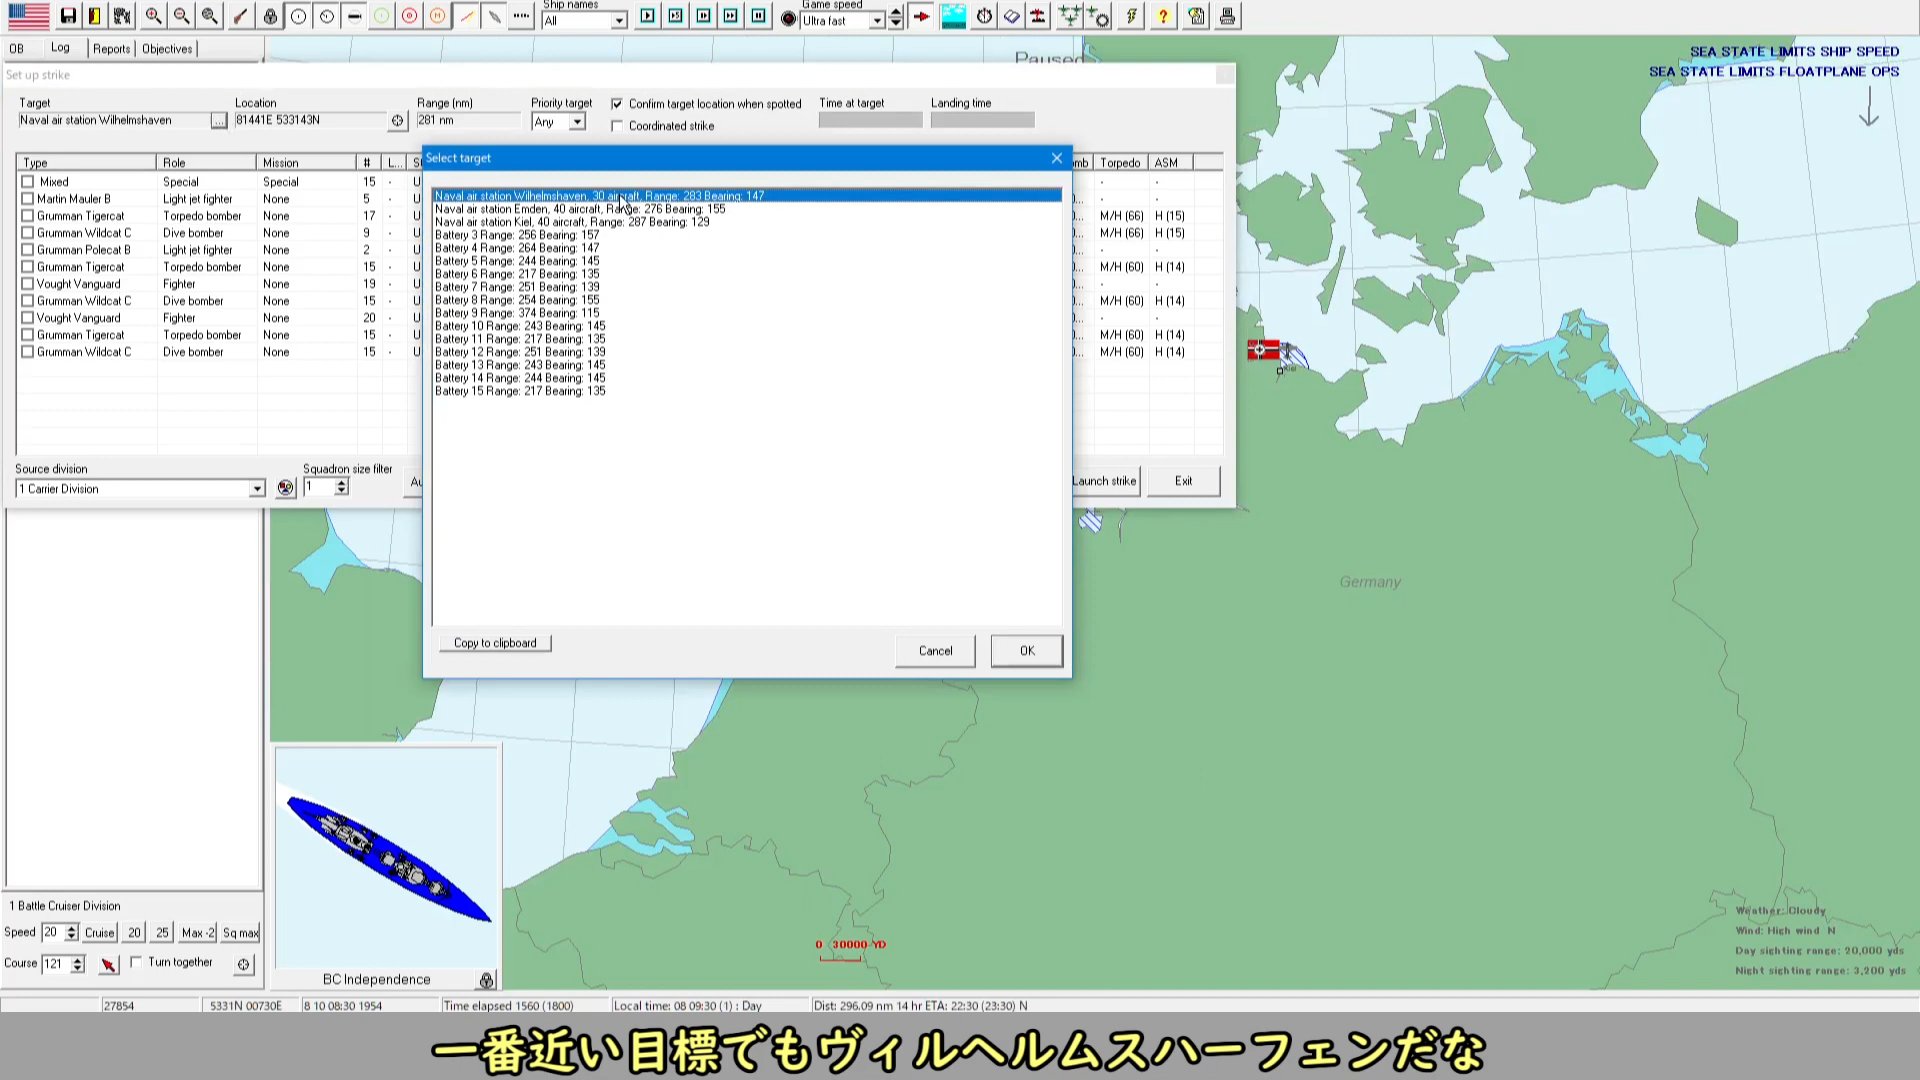 Ship names
All
Game speed
Ultra fast
OB
Log
Reports
Objectives
Paused
SEA STATE LIMITS SHIP SPEED
SEA STATE LIMITS FLOATPLANE OPS
Set up strike
Target
Location
Range (nm)
Priority target
Confirm target location when spotted
Time at target
Landing time
Naval air station Wilhelmshaven
...
81441E 533143N
281 nm
Any
Coordinated strike
Type Role Mission # L... Torpedo ASM
Mixed Special Special 15
Martin Mauler B Light jet fighter None 5
Grumman Tigercat Torpedo bomber None 17 M/H (66) H (15)
Grumman Wildcat C Dive bomber None 9 M/H (66) H (15)
Grumman Polecat B Light jet fighter None 2
Grumman Tigercat Torpedo bomber None 15 M/H (60) H (14)
Vought Vanguard Fighter None 19
Grumman Wildcat C Dive bomber None 15 M/H (60) H (14)
Vought Vanguard Fighter None 20
Grumman Tigercat Torpedo bomber None 15 M/H (60) H (14)
Grumman Wildcat C Dive bomber None 15 M/H (60) H (14)
Select target
Naval air station Wilhelmshaven, 30 aircraft, Range: 283 Bearing: 147
Naval air station Emden, 40 aircraft, Range: 276 Bearing: 155
Naval air station Kiel, 40 aircraft, Range: 287 Bearing: 129
Battery 3 Range: 256 Bearing: 157
Battery 4 Range: 264 Bearing: 147
Battery 5 Range: 244 Bearing: 145
Battery 6 Range: 217 Bearing: 135
Battery 7 Range: 251 Bearing: 139
Battery 8 Range: 254 Bearing: 155
Battery 9 Range: 374 Bearing: 115
Battery 10 Range: 243 Bearing: 145
Battery 11 Range: 217 Bearing: 135
Battery 12 Range: 251 Bearing: 139
Battery 13 Range: 243 Bearing: 145
Battery 14 Range: 244 Bearing: 145
Battery 15 Range: 217 Bearing: 135
Copy to clipboard
Cancel
OK
Source division
Squadron size filter
1 Carrier Division
1
Launch strike
Exit
Germany
1 Battle Cruiser Division
Speed 20 Cruise 20 25 Max -2 Sq max
Course 121 Turn together
BC Independence
0 30000 YD
Weather: Cloudy
Wind: High wind N
Day sighting range: 20,000 yds
Night sighting range: 3,200 yds
27854
5331N 00730E
8 10 08:30 1954
Time elapsed 1560 (1800)
Local time: 08 09:30 (1) : Day
Dist: 296.09 nm 14 hr ETA: 22:30 (23:30) N
一番近い目標でもヴィルヘルムスハーフェンだな